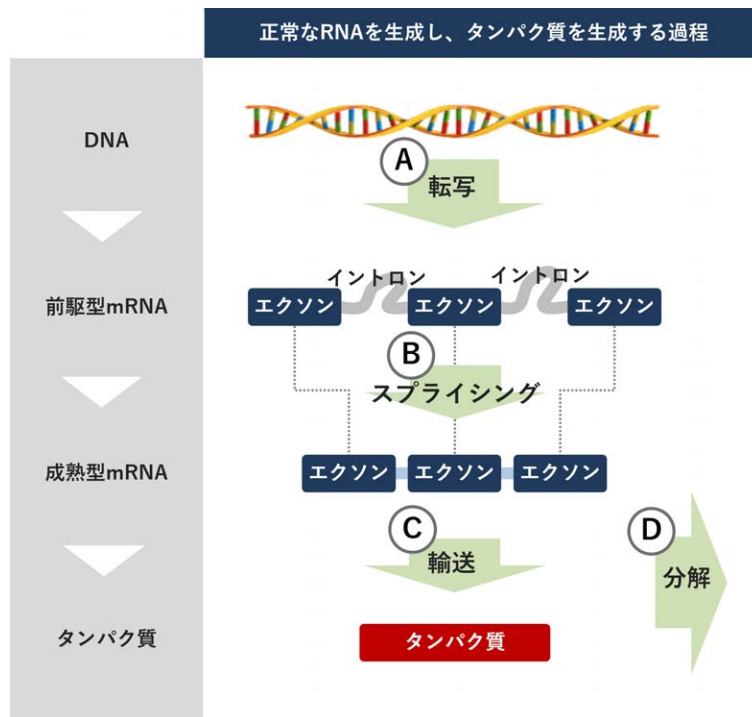 正常なRNAを生成し、タンパク質を生成する過程
DNA
A
転写
イントロン
イントロン
前駆型mRNA
エクソン
エクソン
エクソン
B
スプライシング
成熟型mRNA
エクソン
エクソン
エクソン
C
輸送
D
分解
タンパク質
タンパク質